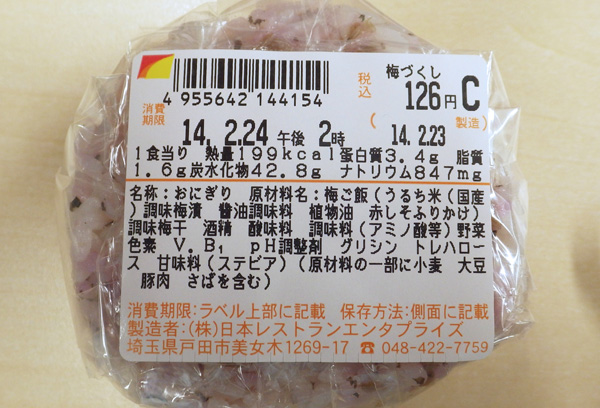 梅づくし
4 955642 144154
税込 126円 C
消費期限 14. 2.24 午後 2時 (14. 2.23 製造)
1食当り 熱量199kcal蛋白質3.4g 脂質
1.6g炭水化物42.8g ナトリウム847mg
名称:おにぎり 原材料名:梅ご飯(うるち米(国産
)調味梅漬 醤油調味料 植物油 赤しそふりかけ)
調味梅干 酒精 酸味料 調味料(アミノ酸等)野菜
色素 V.B1 pH調整剤 グリシン トレハロー
ス 甘味料(ステビア)(原材料の一部に小麦 大豆
豚肉 さばを含む)
消費期限:ラベル上部に記載 保存方法:側面に記載
製造者:(株)日本レストランエンタプライズ
埼玉県戸田市美女木1269-17 ☎ 048-422-7759